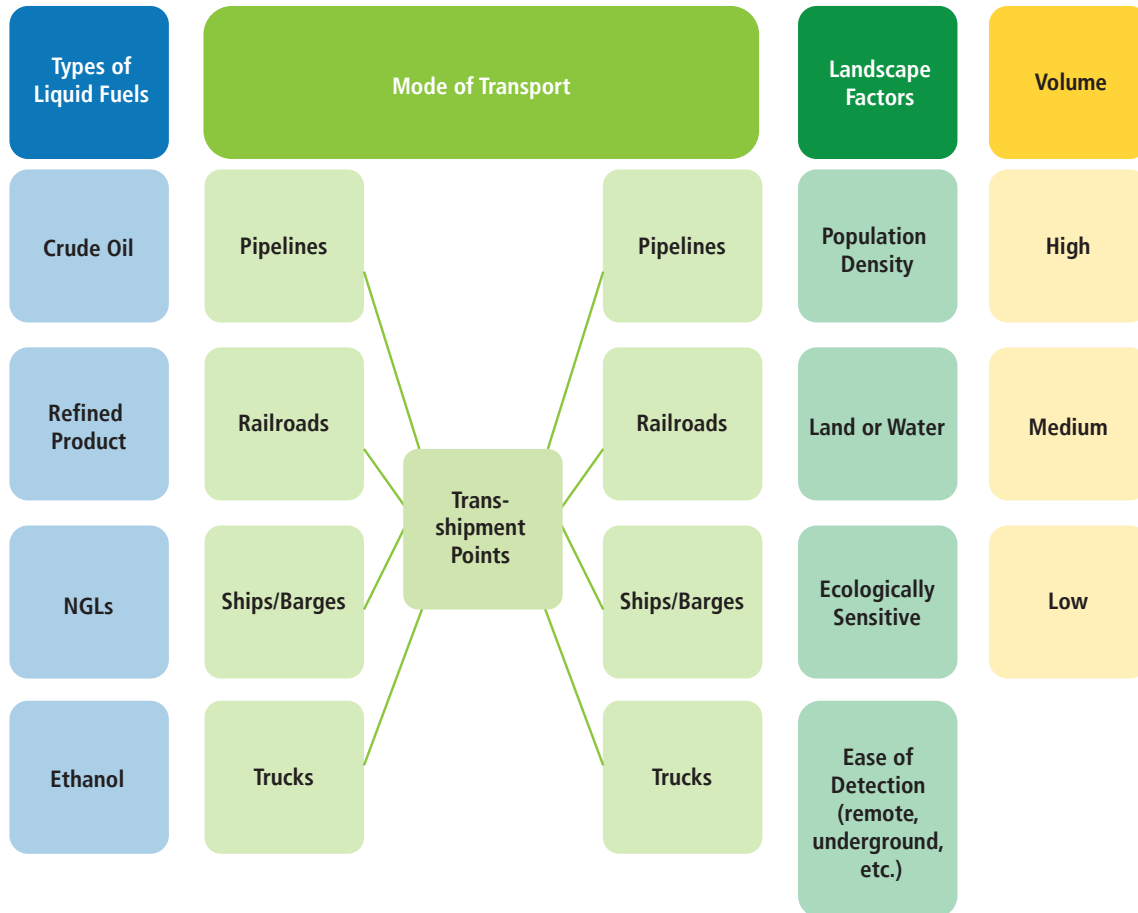 Types of
Liquid Fuels
Mode of Transport
Landscape
Factors
Volume
Crude Oil
Pipelines
Pipelines
Population
Density
High
Refined
Product
Railroads
Railroads
Land or Water
Medium
Trans-
shipment
Points
NGLs
Ships/Barges
Ships/Barges
Ecologically
Sensitive
Low
Ethanol
Trucks
Trucks
Ease of
Detection
(remote,
underground,
etc.)